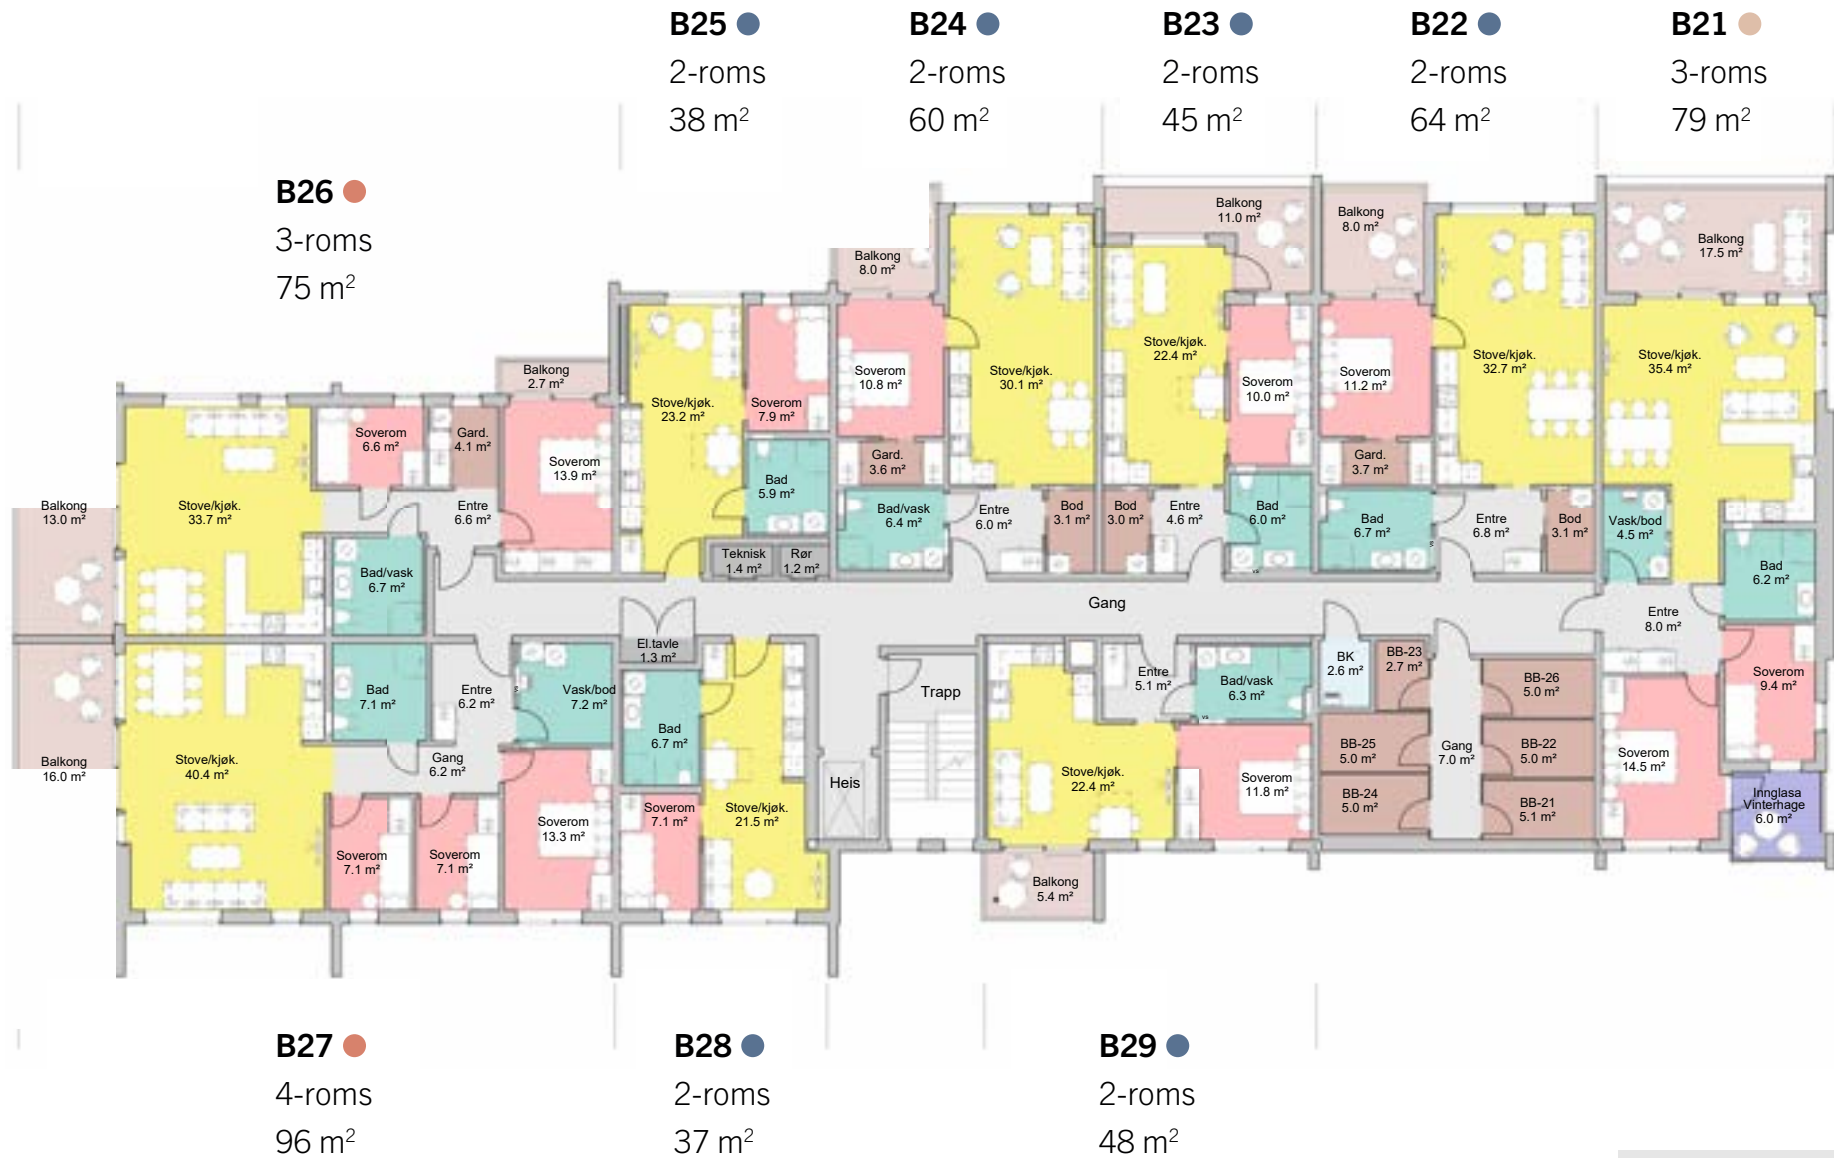 B25
2-roms
38 m²
B24
2-roms
60 m²
B23
2-roms
45 m²
B22
2-roms
64 m²
B21
3-roms
79 m²
B26
3-roms
75 m²
Balkong
11.0 m²
Balkong
8.0 m²
Balkong
17.5 m²
Balkong
8.0 m²
Stove/kjøk.
22.4 m²
Stove/kjøk.
32.7 m²
Stove/kjøk.
35.4 m²
Balkong
2.7 m²
Stove/kjøk.
23.2 m²
Soverom
7.9 m²
Soverom
10.8 m²
Stove/kjøk.
30.1 m²
Soverom
10.0 m²
Soverom
11.2 m²
Soverom
6.6 m²
Gard.
4.1 m²
Soverom
13.9 m²
Bad
5.9 m²
Gard.
3.6 m²
Gard.
3.7 m²
Balkong
13.0 m²
Stove/kjøk.
33.7 m²
Entre
6.6 m²
Bad/vask
6.4 m²
Entre
6.0 m²
Bod
3.1 m²
Bod
3.0 m²
Entre
4.6 m²
Bad
6.0 m²
Bad
6.7 m²
Entre
6.8 m²
Bod
3.1 m²
Vask/bod
4.5 m²
Bad/vask
6.7 m²
Teknisk
1.4 m²
Rør
1.2 m²
vs
Bad
6.2 m²
Gang
Entre
8.0 m²
El.tavle
1.3 m²
Bad
7.1 m²
Entre
6.2 m²
Vask/bod
7.2 m²
Trapp
Entre
5.1 m²
Bad/vask
6.3 m²
vs
BK
2.6 m²
BB-23
2.7 m²
BB-26
5.0 m²
Soverom
9.4 m²
Balkong
16.0 m²
Stove/kjøk.
40.4 m²
Gang
6.2 m²
Bad
6.7 m²
BB-25
5.0 m²
Gang
7.0 m²
BB-22
5.0 m²
Soverom
14.5 m²
Heis
Stove/kjøk.
22.4 m²
Soverom
11.8 m²
BB-24
5.0 m²
BB-21
5.1 m²
Innglasa
Vinterhage
6.0 m²
Soverom
7.1 m²
Soverom
7.1 m²
Soverom
13.3 m²
Soverom
7.1 m²
Stove/kjøk.
21.5 m²
Balkong
5.4 m²
B27
4-roms
96 m²
B28
2-roms
37 m²
B29
2-roms
48 m²